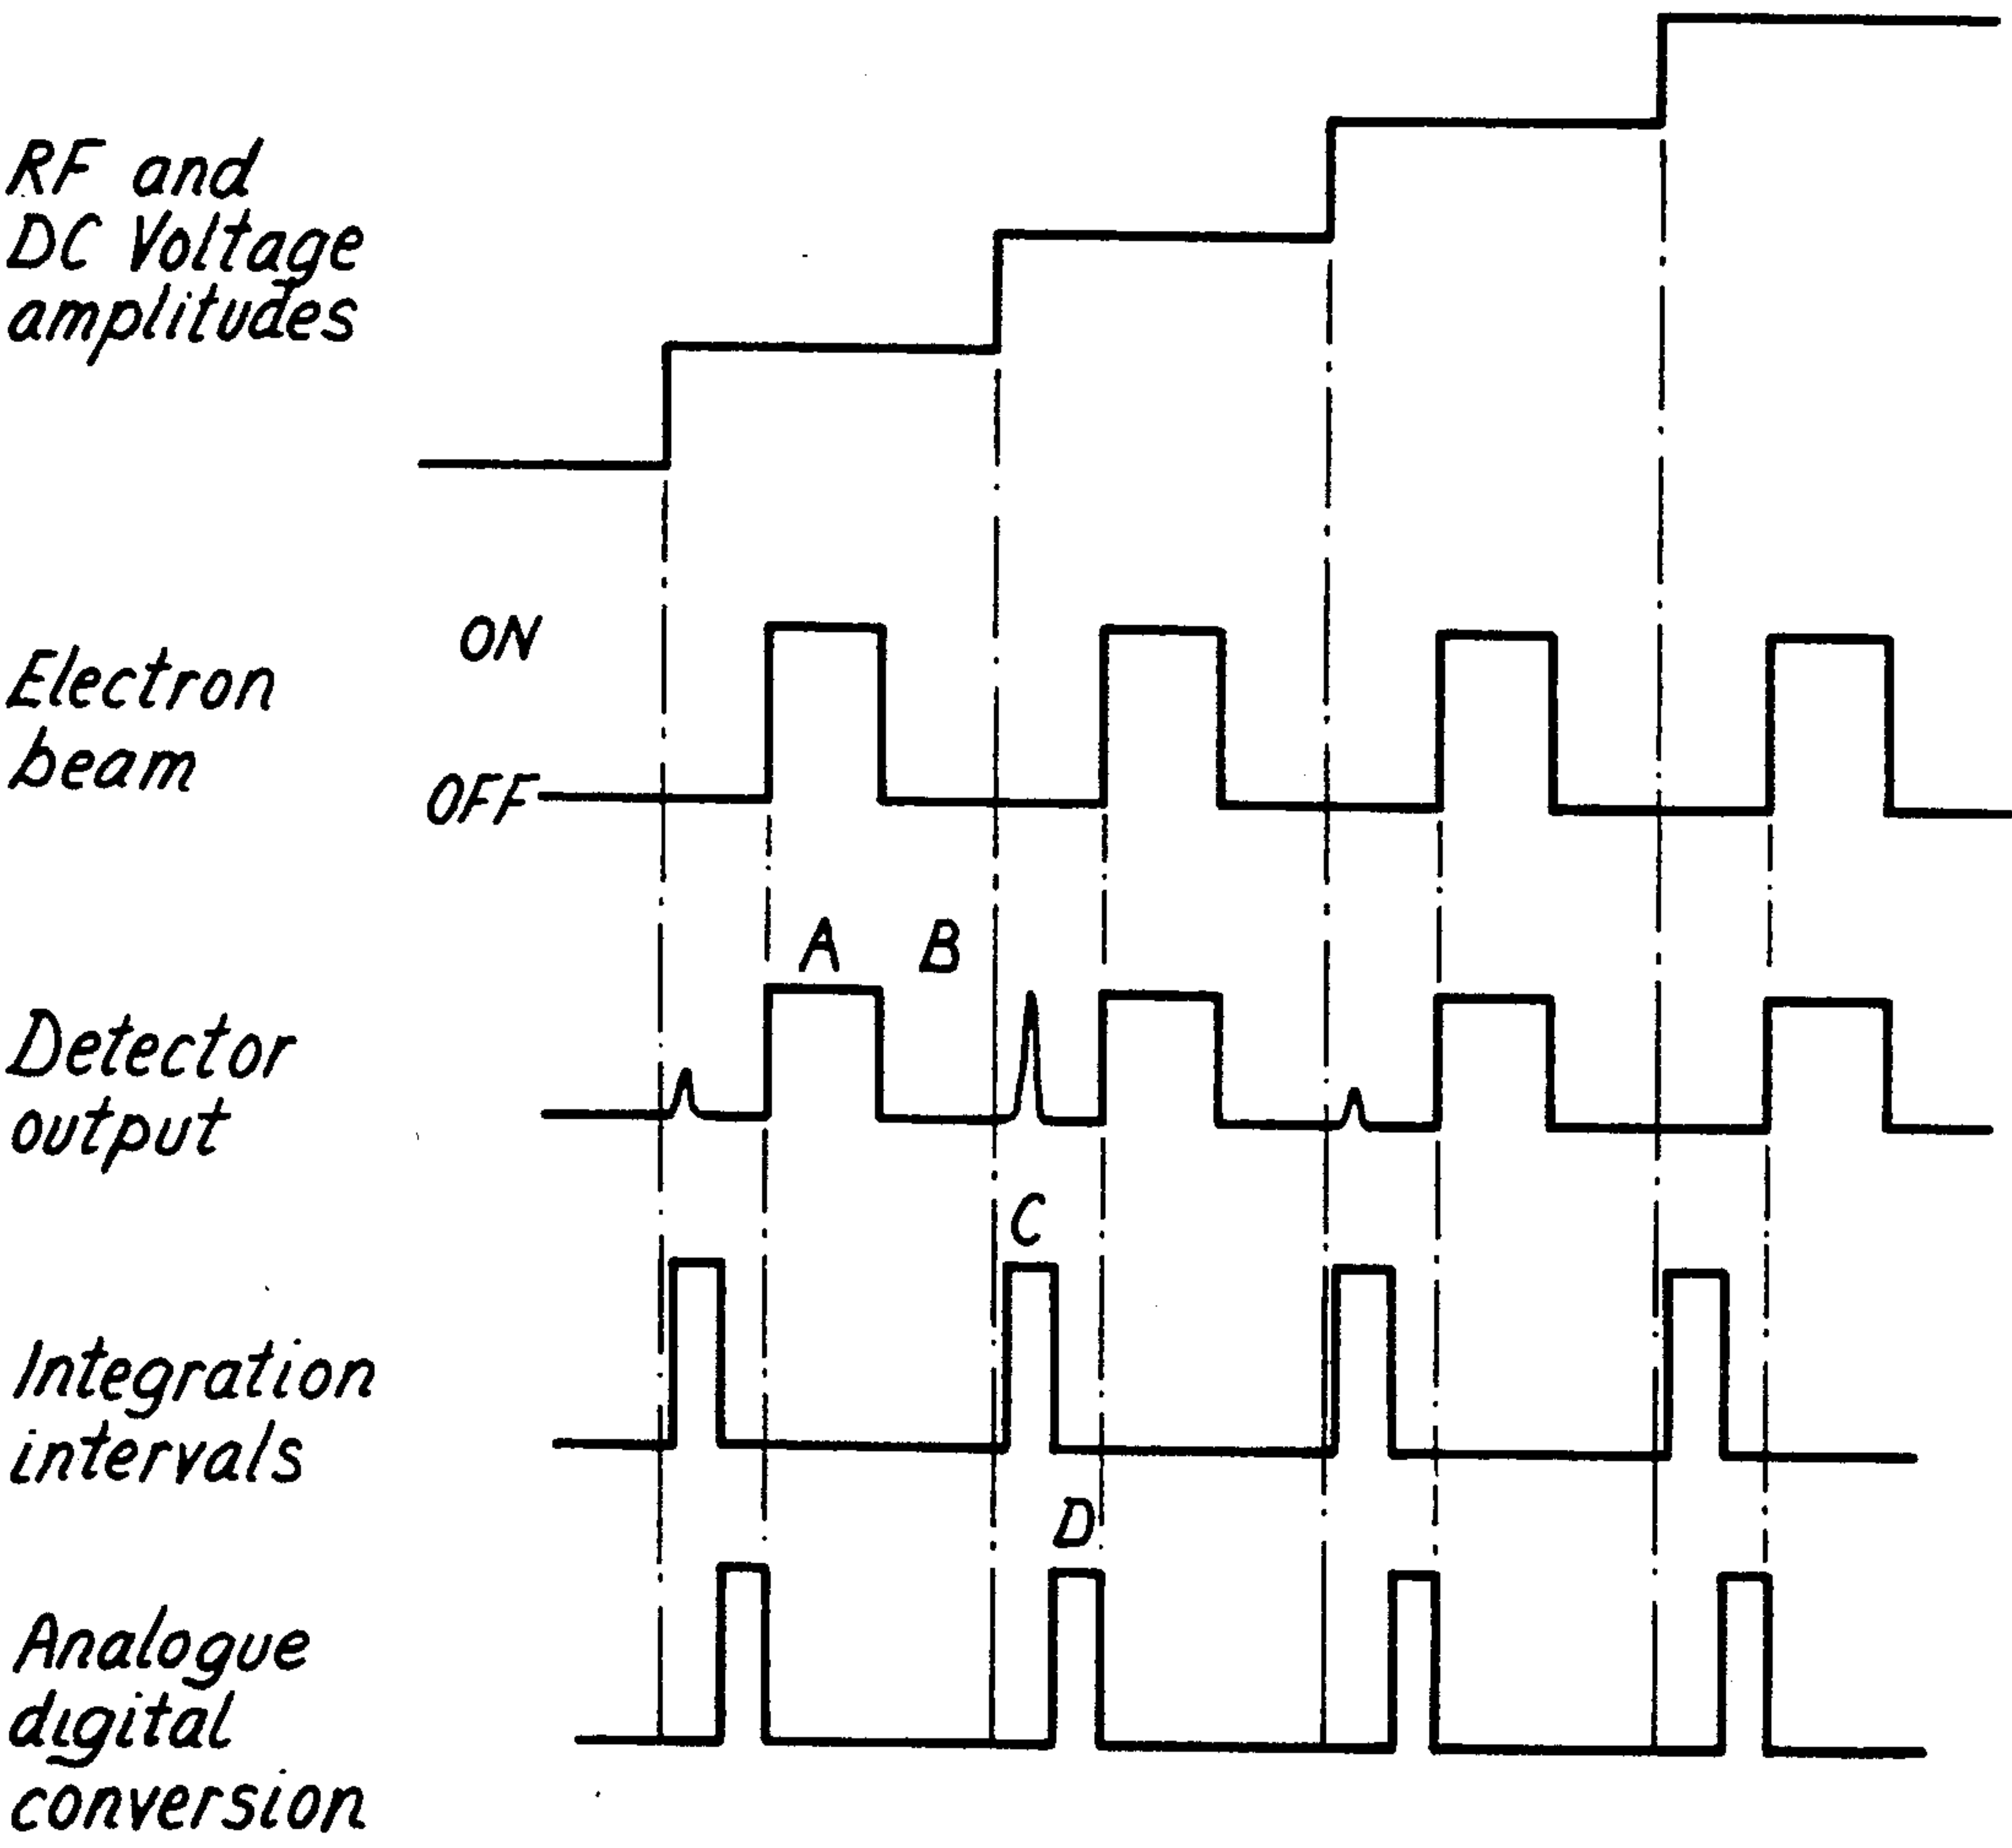 RF and
DC Voltage
amplitudes
ON
Electron
beam
OFF
A B
Detector
output
C
Integration
intervals
D
Analogue
digital
conversion